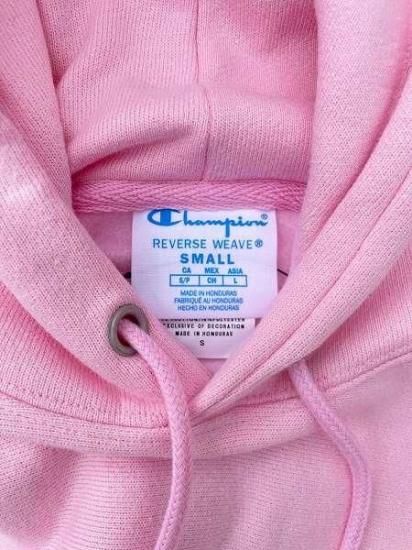 Champion
REVERSE WEAVE®
SMALL
CA MEX ASIA
S/P CH L
MADE IN HONDURAS
FABRIQUÉ AU HONDURAS
HECHO EN HONDURAS
EXCLUSIVE OF DECORATION
MADE IN HONDURAS
S